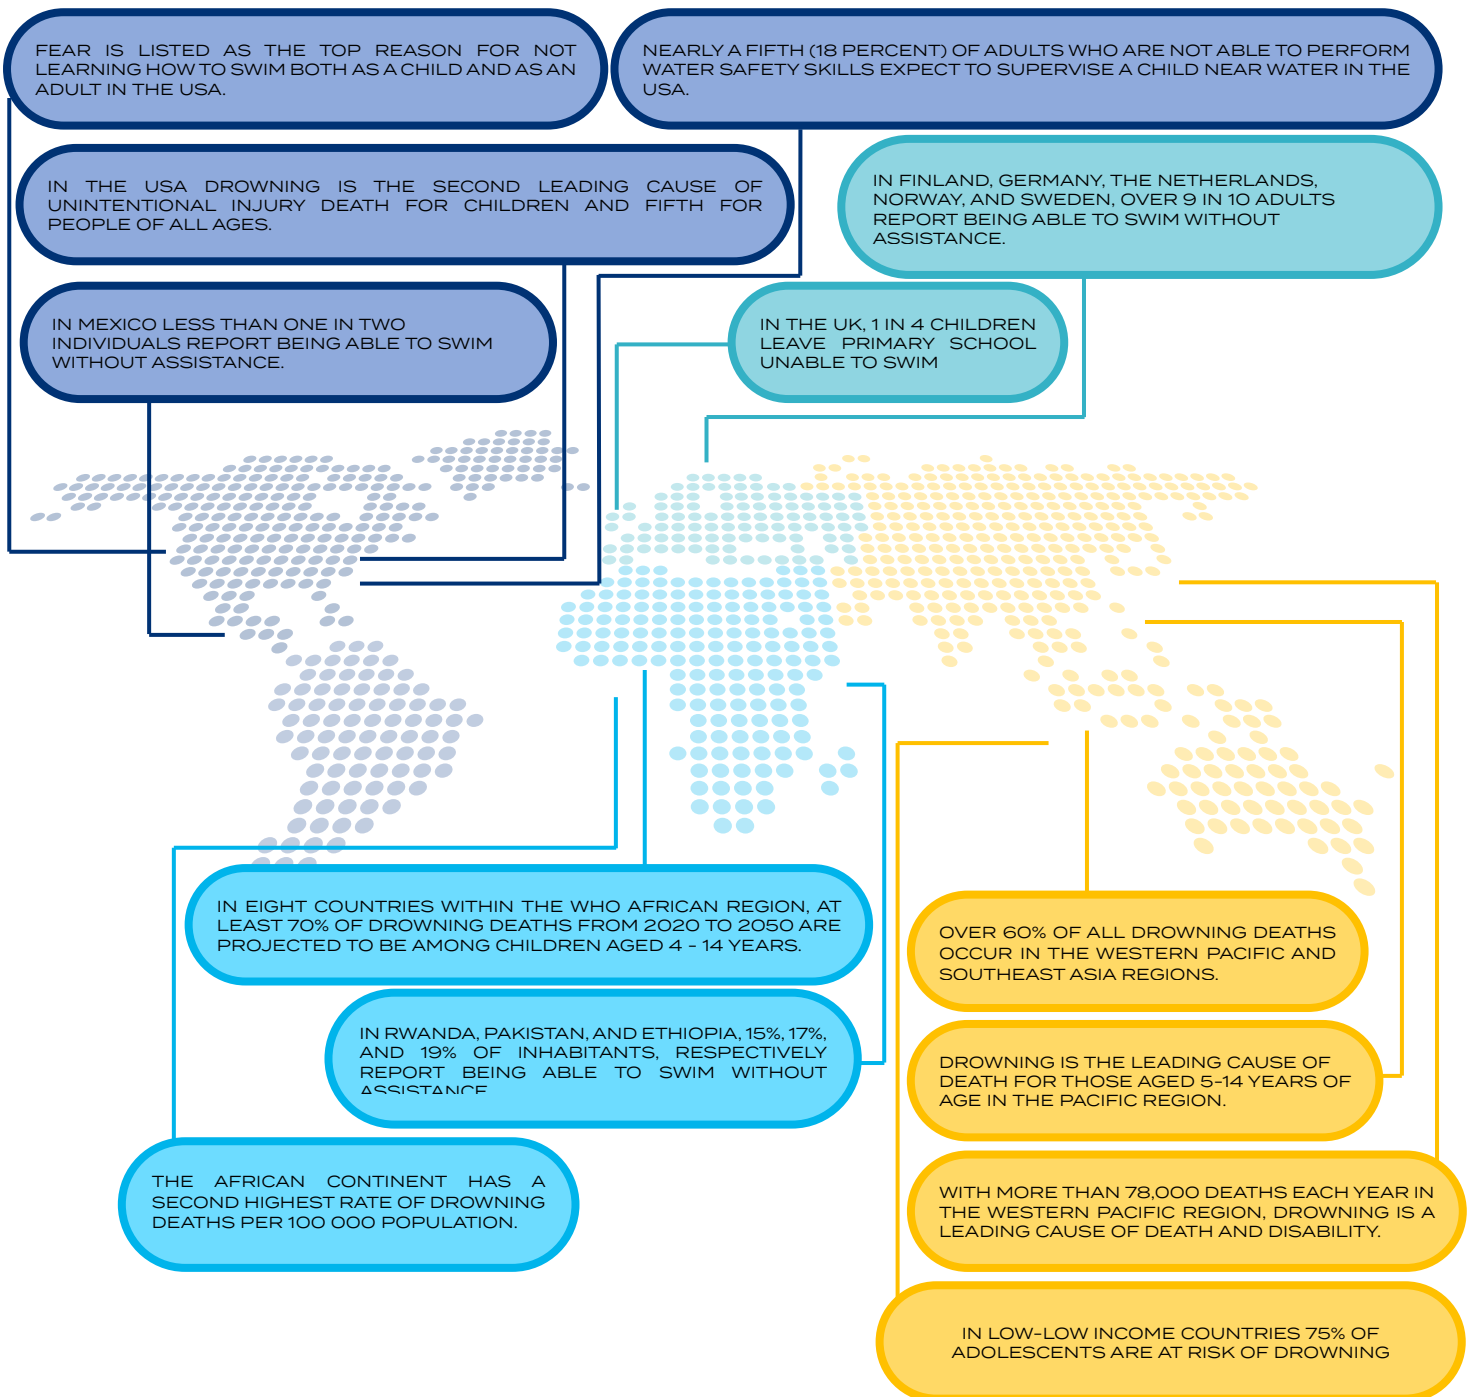 FEAR IS LISTED AS THE TOP REASON FOR NOT
LEARNING HOW TO SWIM BOTH AS A CHILD AND AS AN
ADULT IN THE USA.
NEARLY A FIFTH (18 PERCENT) OF ADULTS WHO ARE NOT ABLE TO PERFORM
WATER SAFETY SKILLS EXPECT TO SUPERVISE A CHILD NEAR WATER IN THE
USA.
IN THE USA DROWNING IS THE SECOND LEADING CAUSE OF
UNINTENTIONAL INJURY DEATH FOR CHILDREN AND FIFTH FOR
PEOPLE OF ALL AGES.
IN FINLAND, GERMANY, THE NETHERLANDS,
NORWAY, AND SWEDEN, OVER 9 IN 10 ADULTS
REPORT BEING ABLE TO SWIM WITHOUT
ASSISTANCE.
IN MEXICO LESS THAN ONE IN TWO
INDIVIDUALS REPORT BEING ABLE TO SWIM
WITHOUT ASSISTANCE.
IN THE UK, 1 IN 4 CHILDREN
LEAVE PRIMARY SCHOOL
UNABLE TO SWIM
IN EIGHT COUNTRIES WITHIN THE WHO AFRICAN REGION, AT
LEAST 70% OF DROWNING DEATHS FROM 2020 TO 2050 ARE
PROJECTED TO BE AMONG CHILDREN AGED 4 - 14 YEARS.
IN RWANDA, PAKISTAN, AND ETHIOPIA, 15%, 17%,
AND 19% OF INHABITANTS, RESPECTIVELY
REPORT BEING ABLE TO SWIM WITHOUT
ASSISTANCE
THE AFRICAN CONTINENT HAS A
SECOND HIGHEST RATE OF DROWNING
DEATHS PER 100 000 POPULATION.
OVER 60% OF ALL DROWNING DEATHS
OCCUR IN THE WESTERN PACIFIC AND
SOUTHEAST ASIA REGIONS.
DROWNING IS THE LEADING CAUSE OF
DEATH FOR THOSE AGED 5-14 YEARS OF
AGE IN THE PACIFIC REGION.
WITH MORE THAN 78,000 DEATHS EACH YEAR IN
THE WESTERN PACIFIC REGION, DROWNING IS A
LEADING CAUSE OF DEATH AND DISABILITY.
IN LOW-LOW INCOME COUNTRIES 75% OF
ADOLESCENTS ARE AT RISK OF DROWNING